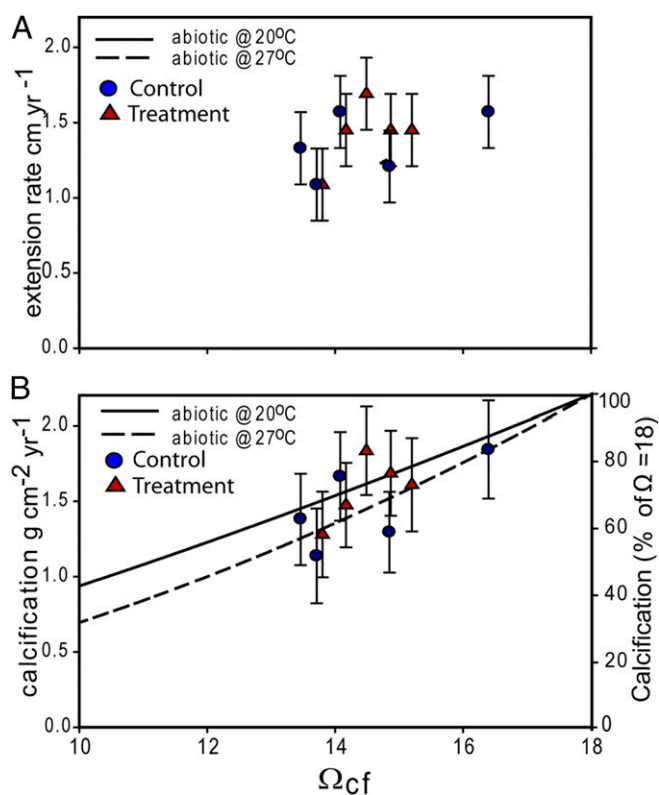 A
extension rate cm yr -1
2.0
1.5
1.0
0.5
0.0
abiotic @20ºC
abiotic @27ºC
Control
Treatment
B
calcification g cm-2 yr-1
2.0
1.5
1.0
0.5
0.0
abiotic @20ºC
abiotic @27ºC
Control
Treatment
100
80
60
40
20
0
Calcification (% of Ω =18)
10
12
14
16
18
Ωcf